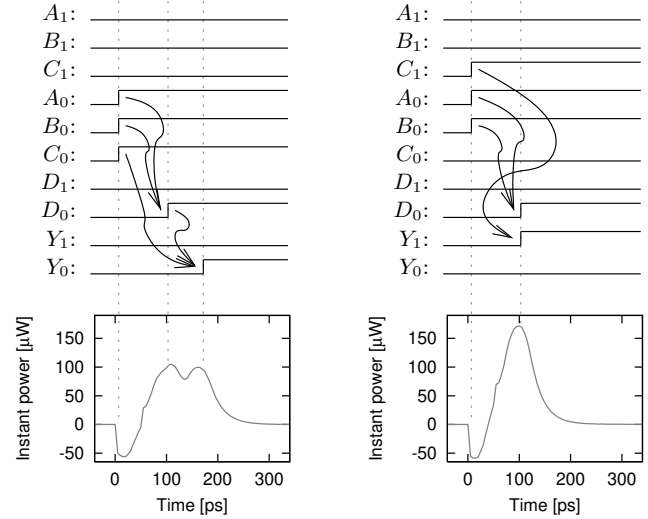 A₁:
B₁:
C₁:
A₀:
B₀:
C₀:
D₁:
D₀:
Y₁:
Y₀:
A₁:
B₁:
C₁:
A₀:
B₀:
C₀:
D₁:
D₀:
Y₁:
Y₀:
Instant power [µW]
150
100
50
0
-50
0 100 200 300
Time [ps]
Instant power [µW]
150
100
50
0
-50
0 100 200 300
Time [ps]